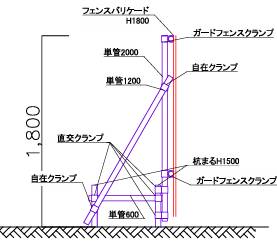 フェンスバリケード
H1800
ガードフェンスクランプ
単管2000
自在クランプ
単管1200
1,800
直交クランプ
杭まるH1500
自在クランプ
ガードフェンスクランプ
単管600